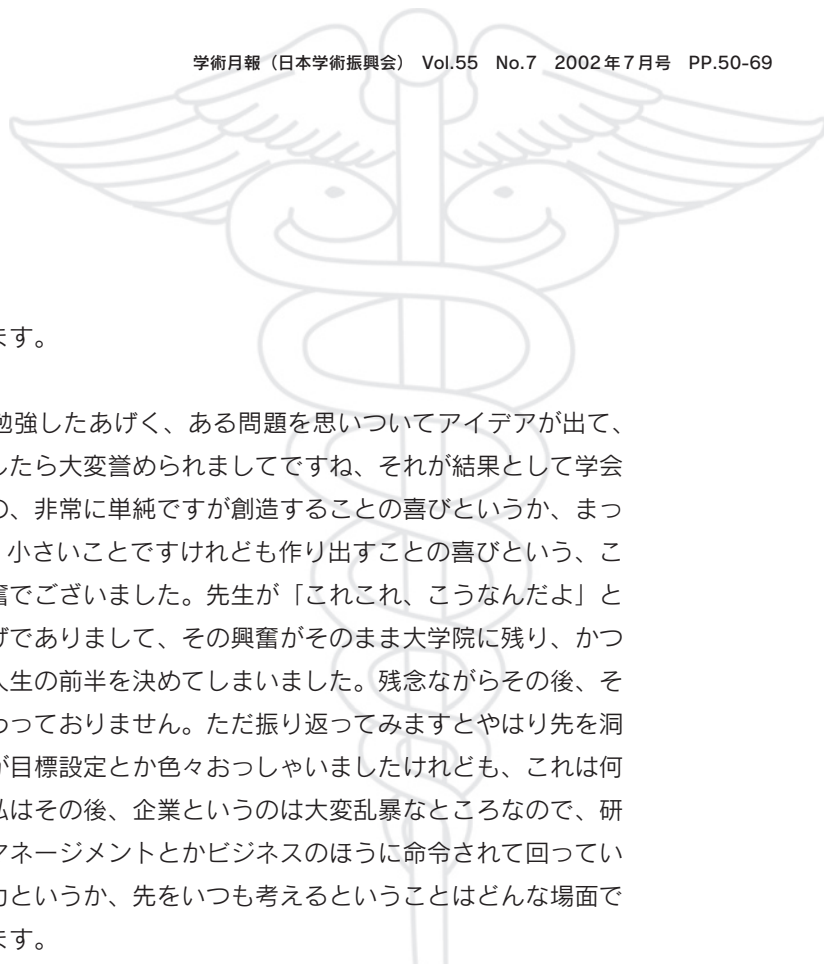 学術月報（日本学術振興会） Vol.55 No.7 2002年7月号 PP.50-69
ます。
勉強したあげく、ある問題を思いついてアイデアが出て、
したら大変誉められましてですね、それが結果として学会
の、非常に単純ですが創造することの喜びというか、まっ
小さいことですけれども作り出すことの喜びという、こ
奮でございました。先生が「これこれ、こうなんだよ」と
げでありまして、その興奮がそのまま大学院に残り、かつ
人生の前半を決めてしまいました。残念ながらその後、そ
わっておりません。ただ振り返ってみますとやはり先を洞
が目標設定とか色々おっしゃいましたけれども、これは何
私はその後、企業というのは大変乱暴なところなので、研
マネージメントとかビジネスのほうに命令されて回ってい
力というか、先をいつも考えるということはどんな場面で
ます。